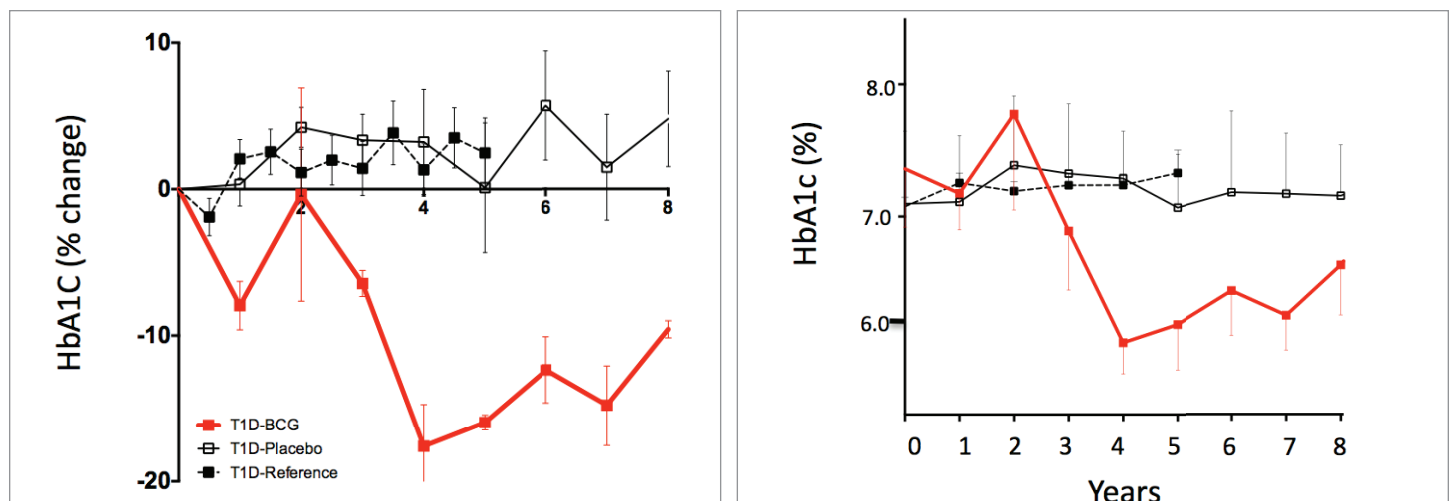 HbA1C (% change)
10
0
-10
-20
2
4
6
8
T1D-BCG
T1D-Placebo
T1D-Reference
HbA1c (%)
8.0
7.0
6.0
0 1 2 3 4 5 6 7 8
Years